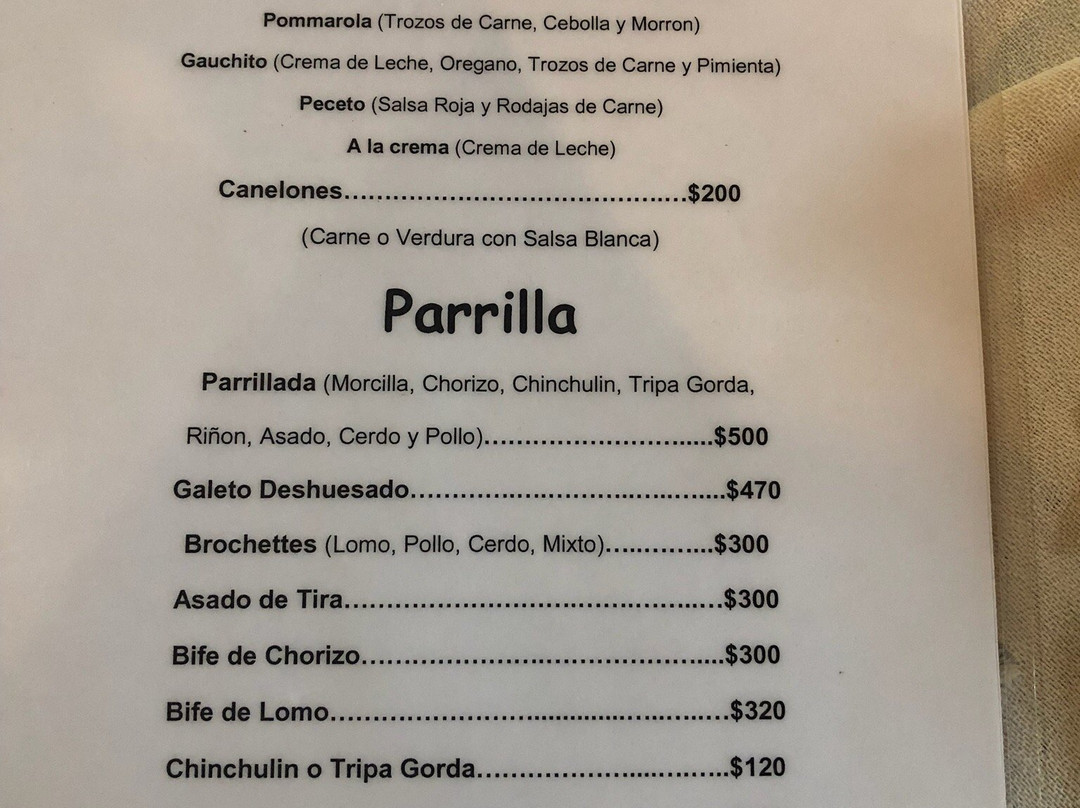 Pommarola (Trozos de Carne, Cebolla y Morron)
Gauchito (Crema de Leche, Oregano, Trozos de Carne y Pimienta)
Peceto (Salsa Roja y Rodajas de Carne)
A la crema (Crema de Leche)
Canelones..........................................$200
(Carne o Verdura con Salsa Blanca)
Parrilla
Parrillada (Morcilla, Chorizo, Chinchulin, Tripa Gorda,
Riñon, Asado, Cerdo y Pollo)............................$500
Galeto Deshuesado......................................$470
Brochettes (Lomo, Pollo, Cerdo, Mixto).............$300
Asado de Tira..............................................$300
Bife de Chorizo............................................$300
Bife de Lomo................................................$320
Chinchulin o Tripa Gorda...............................$120